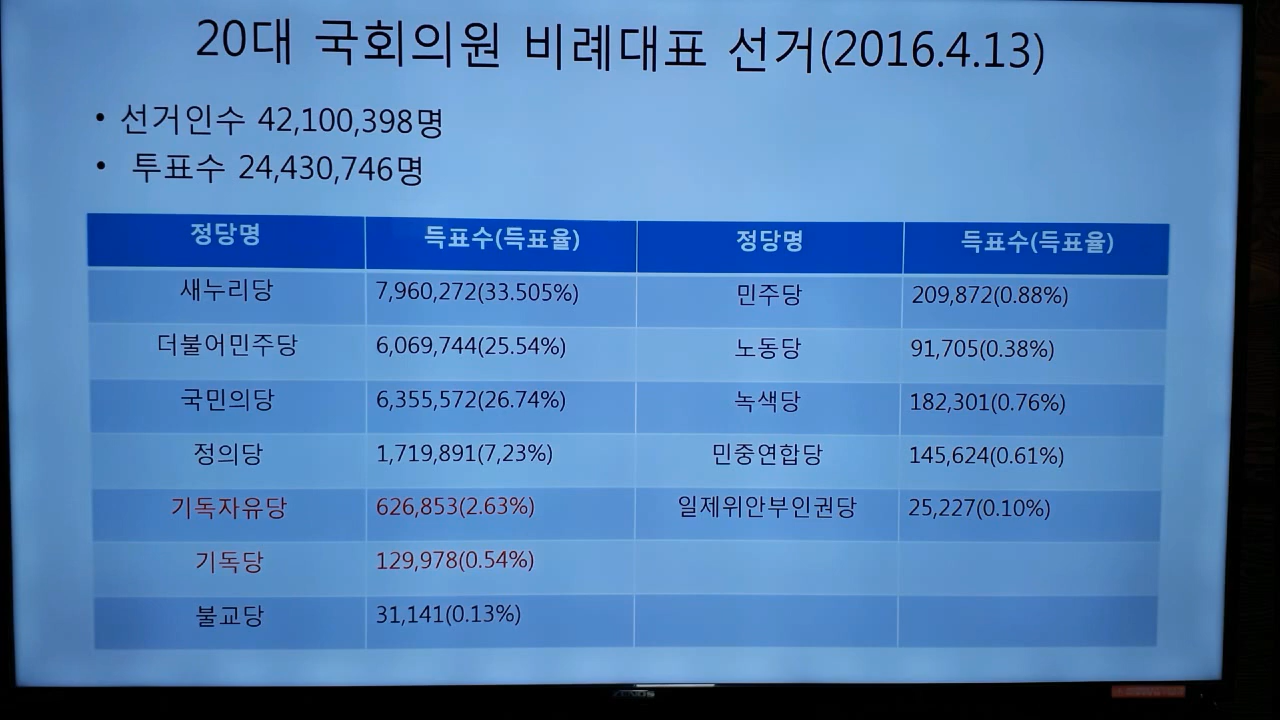 20대 국회의원 비례대표 선거(2016.4.13)
• 선거인수 42,100,398명
• 투표수 24,430,746명
정당명 득표수(득표율) 정당명 득표수(득표율)
새누리당 7,960,272(33.505%) 민주당 209,872(0.88%)
더불어민주당 6,069,744(25.54%) 노동당 91,705(0.38%)
국민의당 6,355,572(26.74%) 녹색당 182,301(0.76%)
정의당 1,719,891(7,23%) 민중연합당 145,624(0.61%)
기독자유당 626,853(2.63%) 일제위안부인권당 25,227(0.10%)
기독당 129,978(0.54%)
불교당 31,141(0.13%)